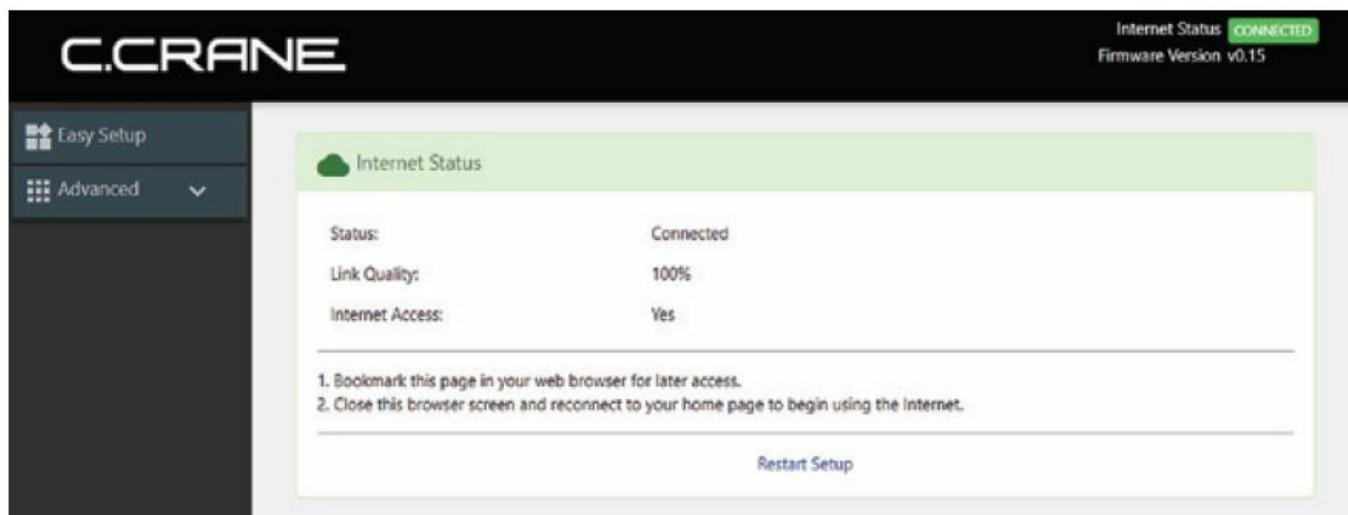 C.CRANE
Internet Status CONNECTED
Firmware Version v0.15
Easy Setup
Advanced
Internet Status
Status: Connected
Link Quality: 100%
Internet Access: Yes
1. Bookmark this page in your web browser for later access.
2. Close this browser screen and reconnect to your home page to begin using the Internet.
Restart Setup